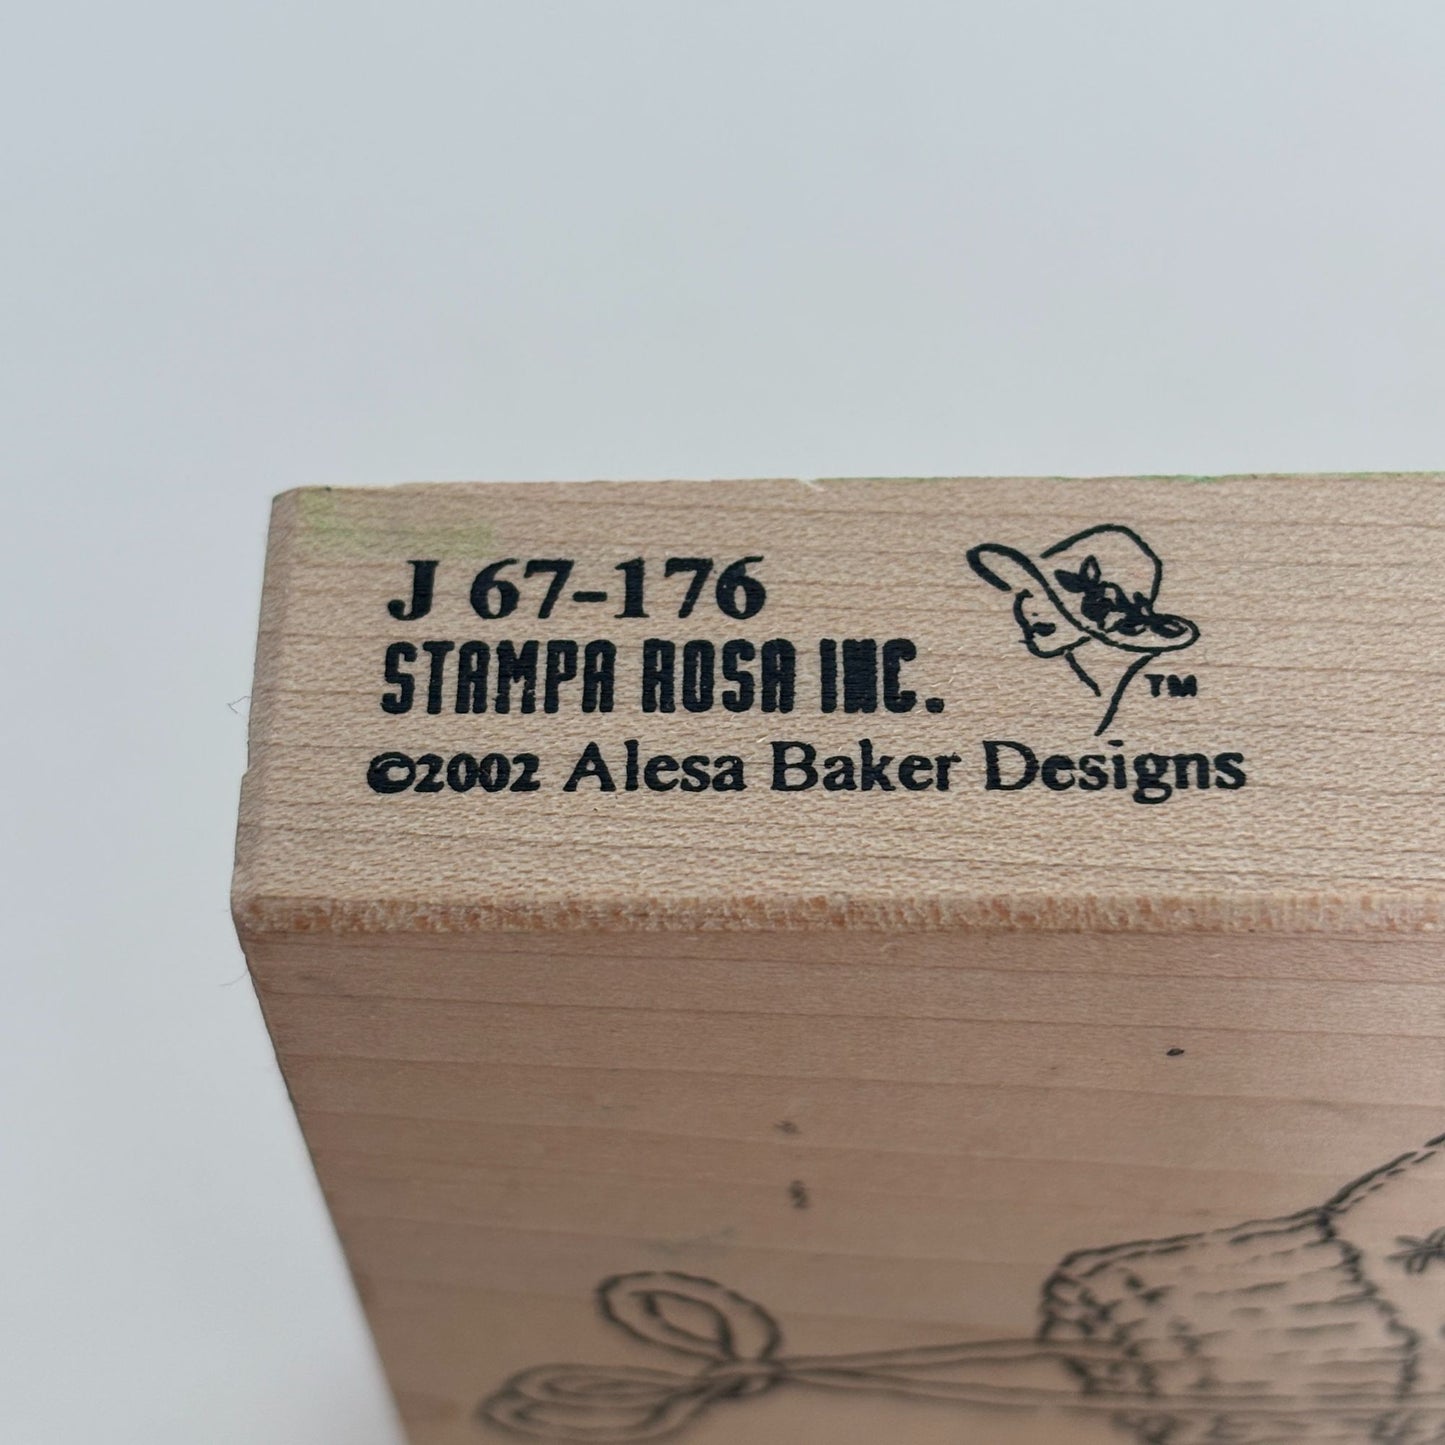 J 67-176
STAMPA ROSA INC.
TM
©2002 Alesa Baker Designs